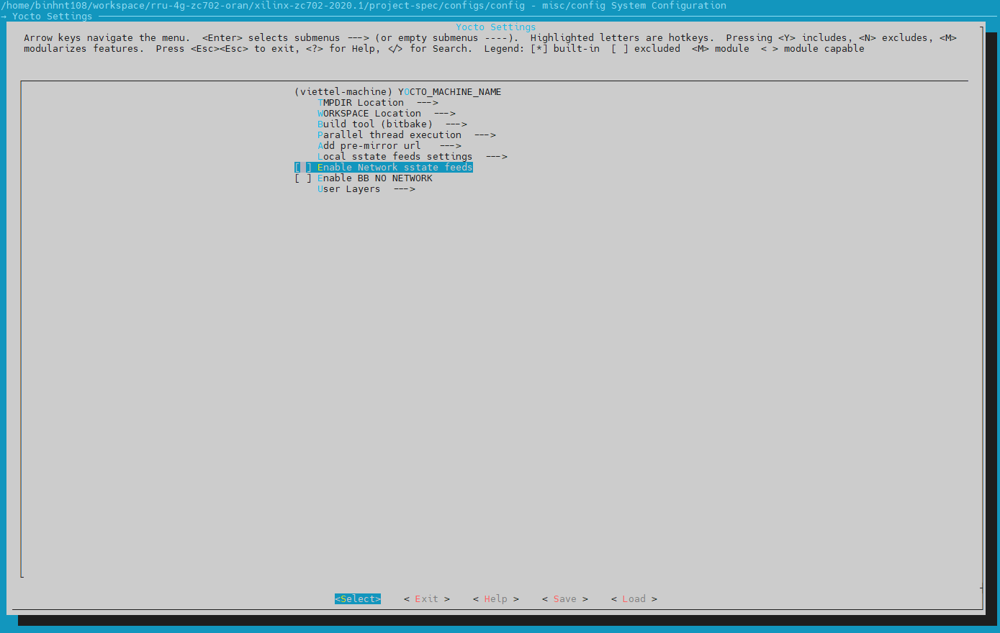 /home/binhnt108/workspace/rru-4g-zc702-oran/xilinx-zc702-2020.1/project-spec/configs/config - misc/config System Configuration
→ Yocto Settings
Yocto Settings
Arrow keys navigate the menu.  <Enter> selects submenus ---> (or empty submenus ----).  Highlighted letters are hotkeys.  Pressing <Y> includes, <N> excludes, <M>
modularizes features.  Press <Esc><Esc> to exit, <?> for Help, </> for Search.  Legend: [*] built-in  [ ] excluded  <M> module  < > module capable
(viettel-machine) YOCTO_MACHINE_NAME
TMPDIR Location  --->
WORKSPACE Location  --->
Build tool (bitbake)  --->
Parallel thread execution  --->
Add pre-mirror url   --->
Local sstate feeds settings  --->
[ ] Enable Network sstate feeds
[ ] Enable BB NO NETWORK
User Layers  --->
<Select>    < Exit >    < Help >    < Save >    < Load >